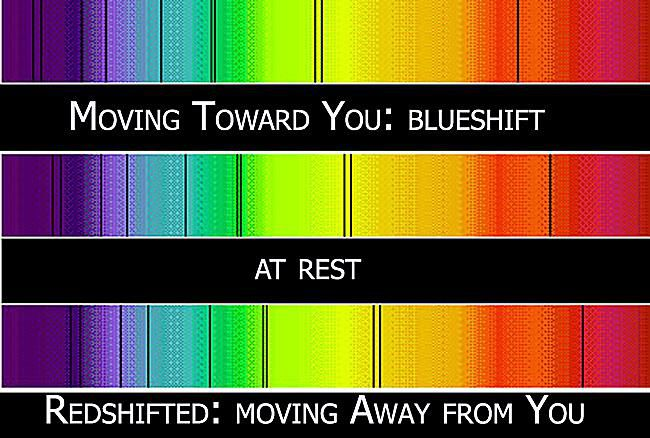 Moving Toward You: blueshift
at rest
Redshifted: moving Away from You